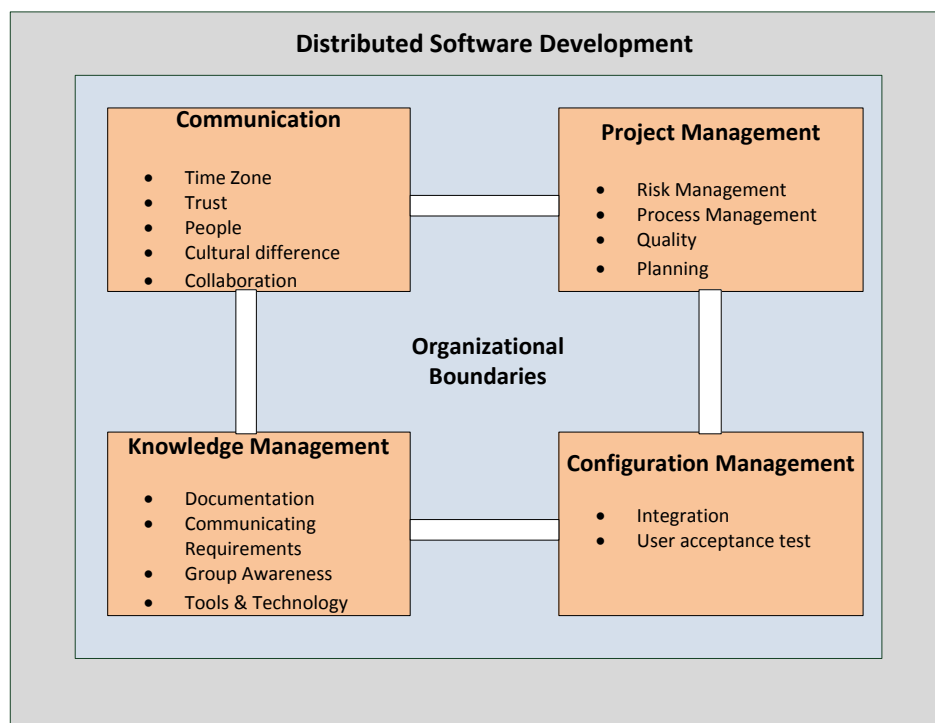 Distributed Software Development
Communication
• Time Zone
• Trust
• People
• Cultural difference
• Collaboration
Project Management
• Risk Management
• Process Management
• Quality
• Planning
Organizational
Boundaries
Knowledge Management
• Documentation
• Communicating
Requirements
• Group Awareness
• Tools & Technology
Configuration Management
• Integration
• User acceptance test